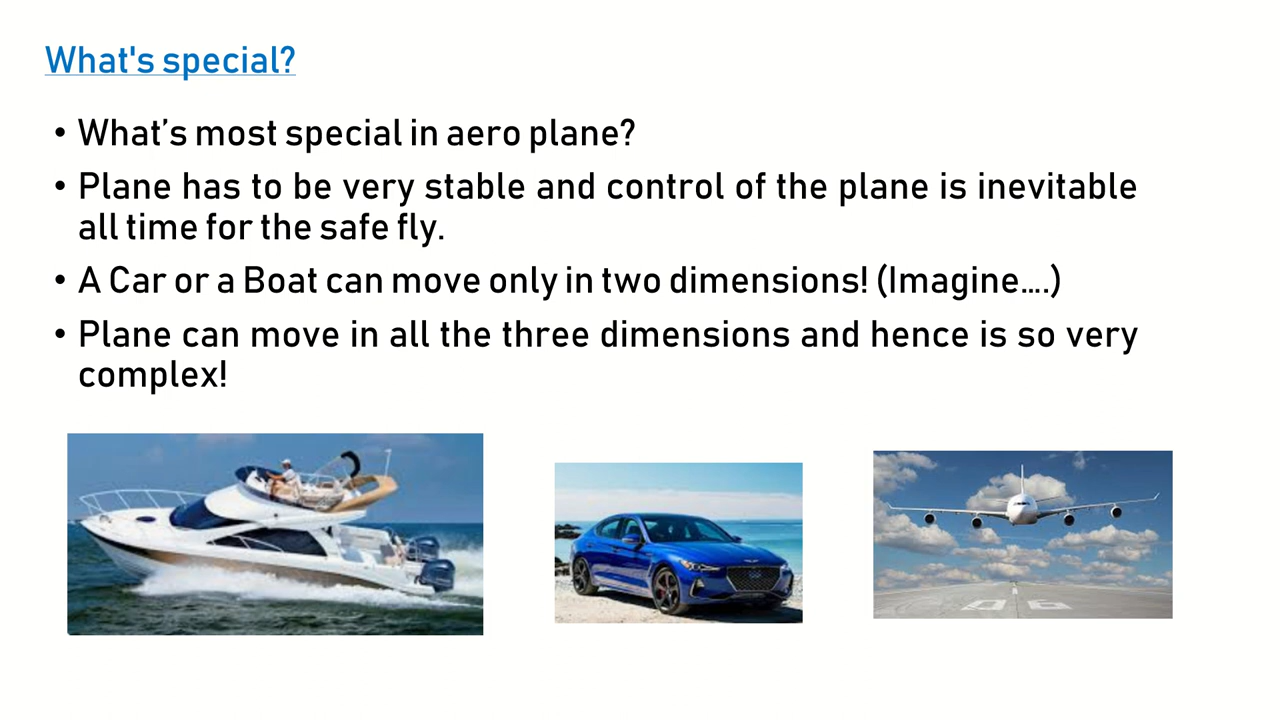 What's special?
• What’s most special in aero plane?
• Plane has to be very stable and control of the plane is inevitable
all time for the safe fly.
• A Car or a Boat can move only in two dimensions! (Imagine....)
• Plane can move in all the three dimensions and hence is so very
complex!
06